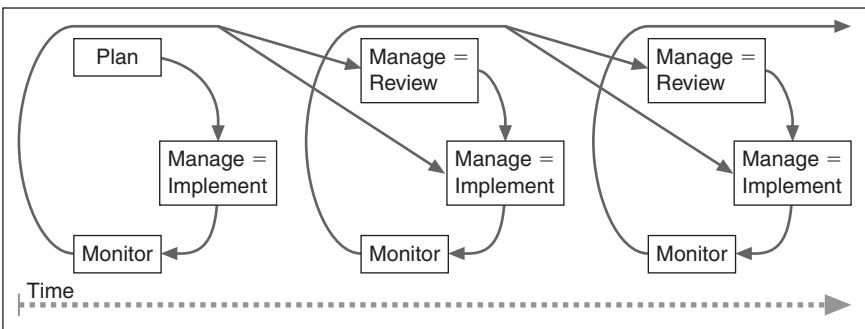 Plan
Manage =
Implement
Monitor
Manage =
Review
Manage =
Implement
Monitor
Manage =
Review
Manage =
Implement
Monitor
Time